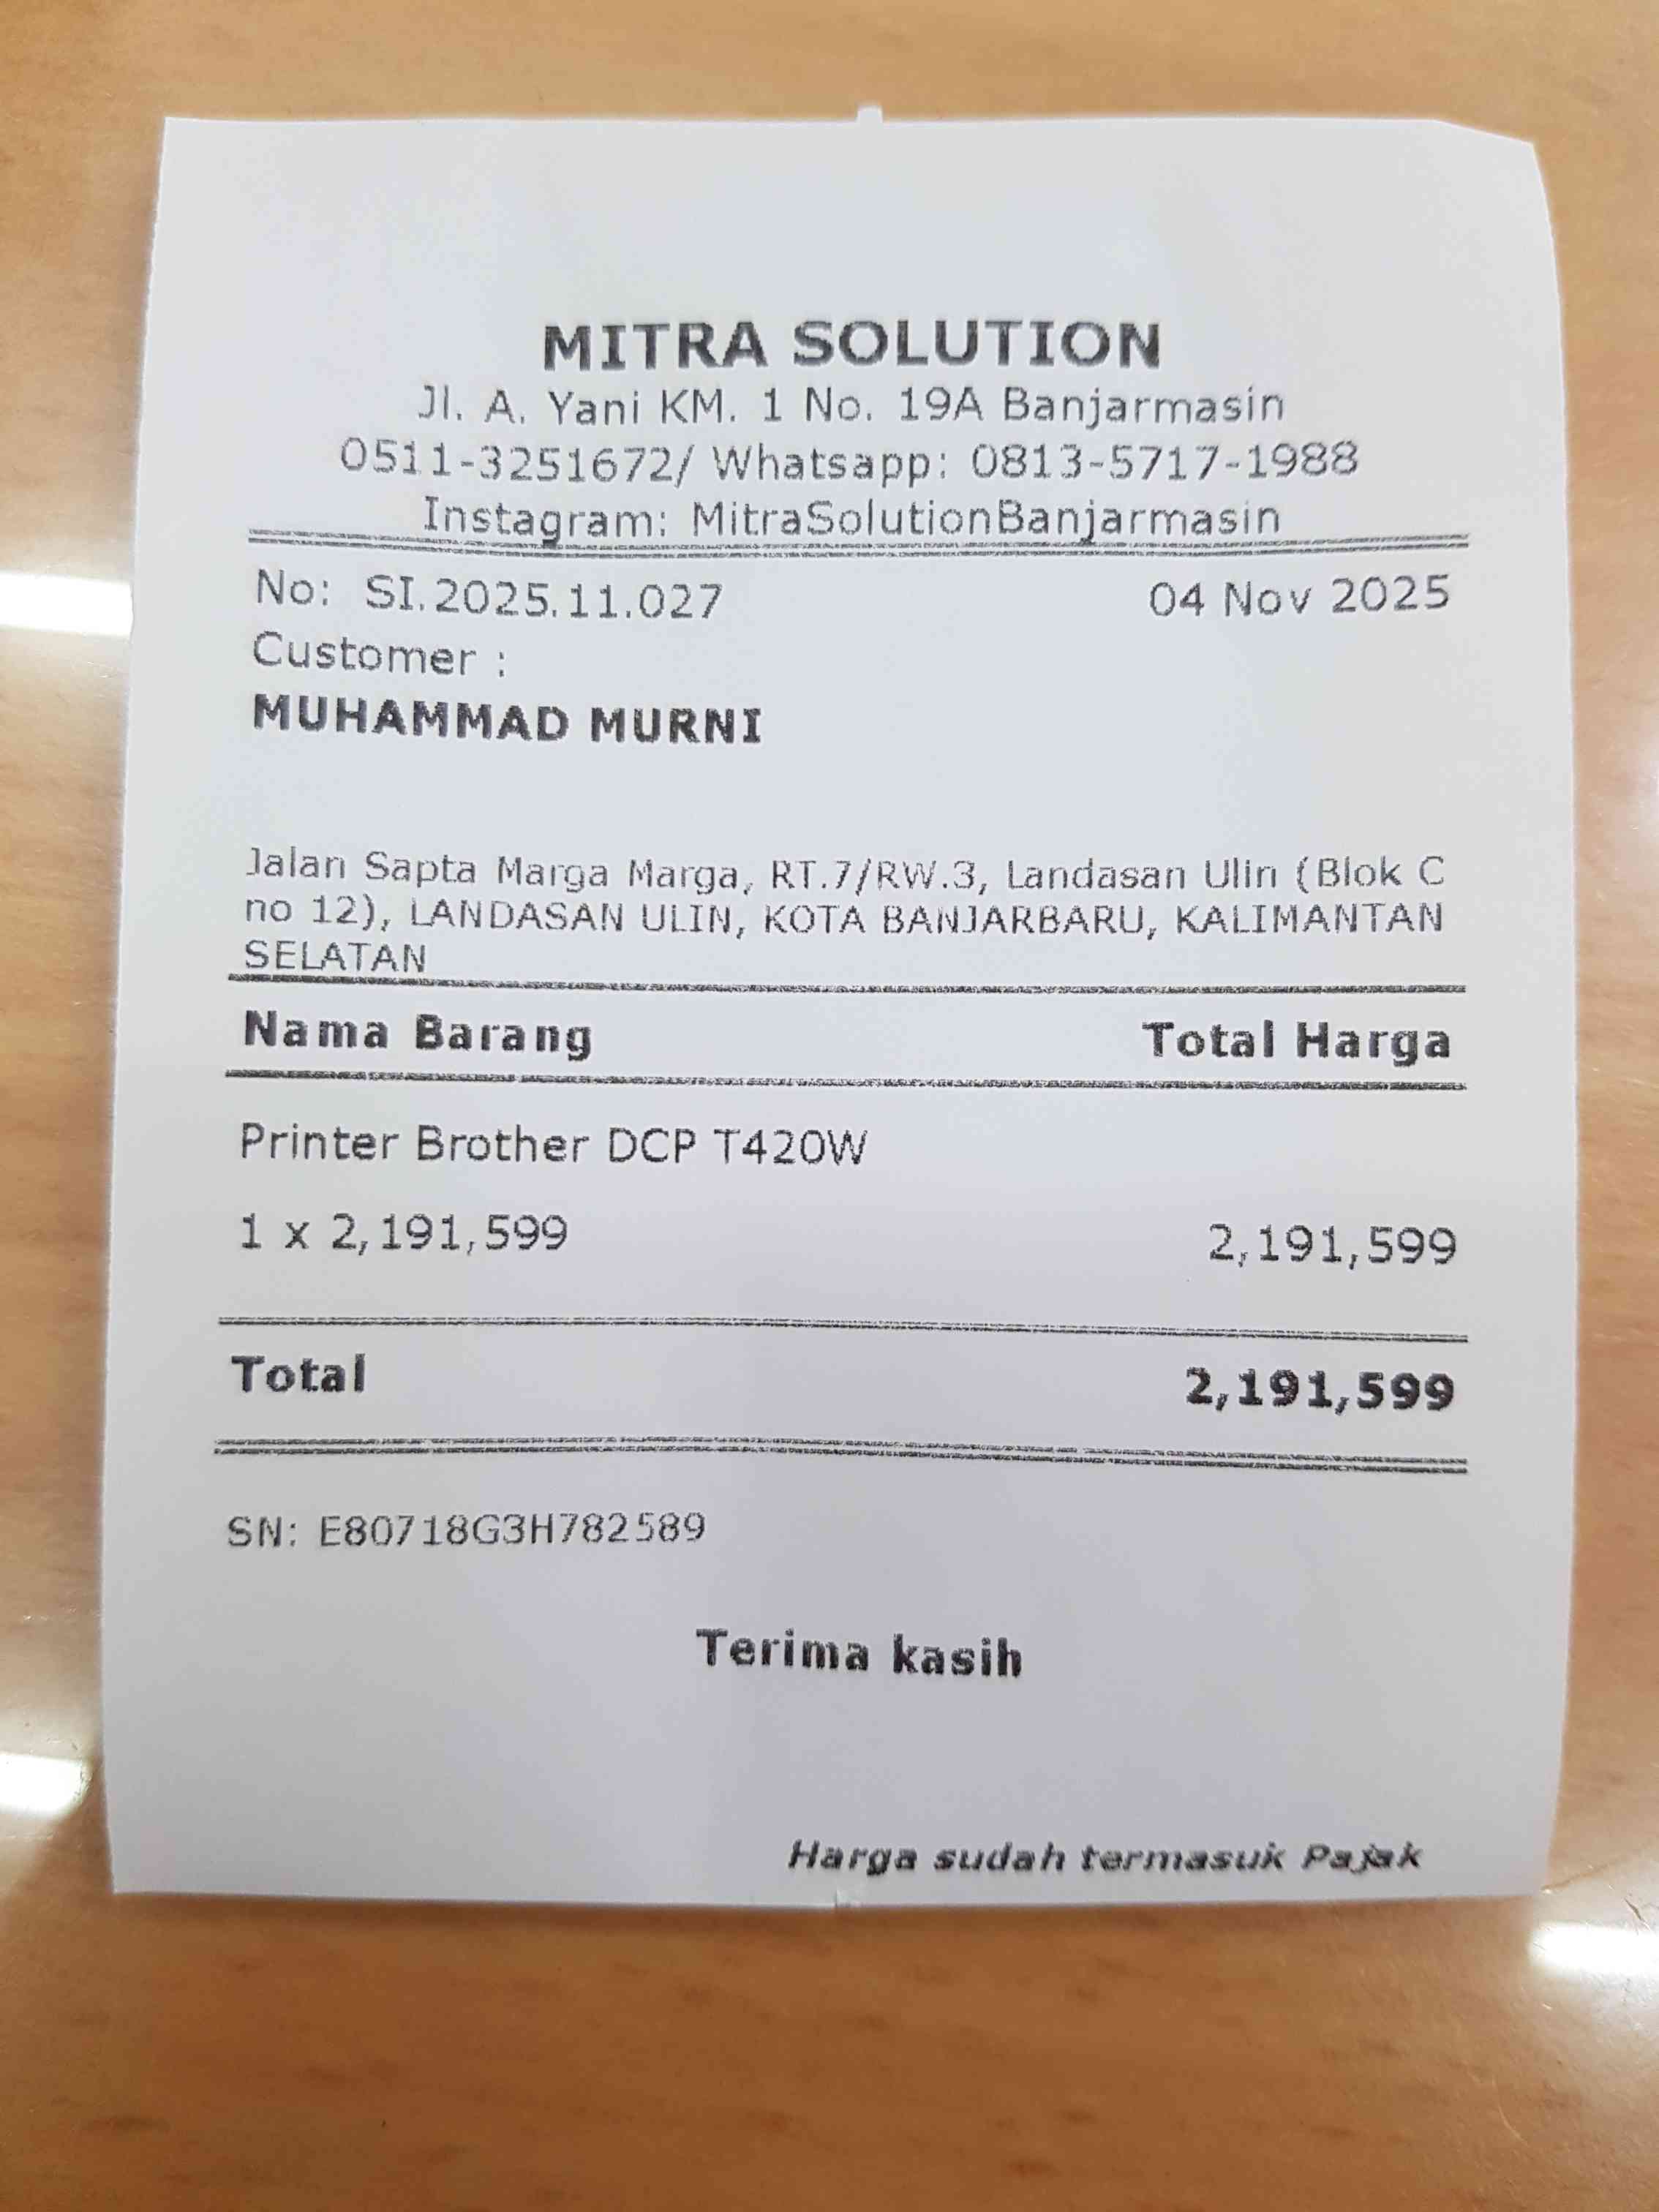 MITRA SOLUTION
Jl. A. Yani KM. 1 No. 19A Banjarmasin
0511-3251672/ Whatsapp: 0813-5717-1988
Instagram: MitraSolutionBanjarmasin
No: SI.2025.11.027 04 Nov 2025
Customer :
MUHAMMAD MURNI
Jalan Sapta Marga Marga, RT.7/RW.3, Landasan Ulin (Blok C
no 12), LANDASAN ULIN, KOTA BANJARBARU, KALIMANTAN
SELATAN
Nama Barang Total Harga
Printer Brother DCP T420W
1 x 2,191,599 2,191,599
Total 2,191,599
SN: E80718G3H782589
Terima kasih
Harga sudah termasuk Pajak